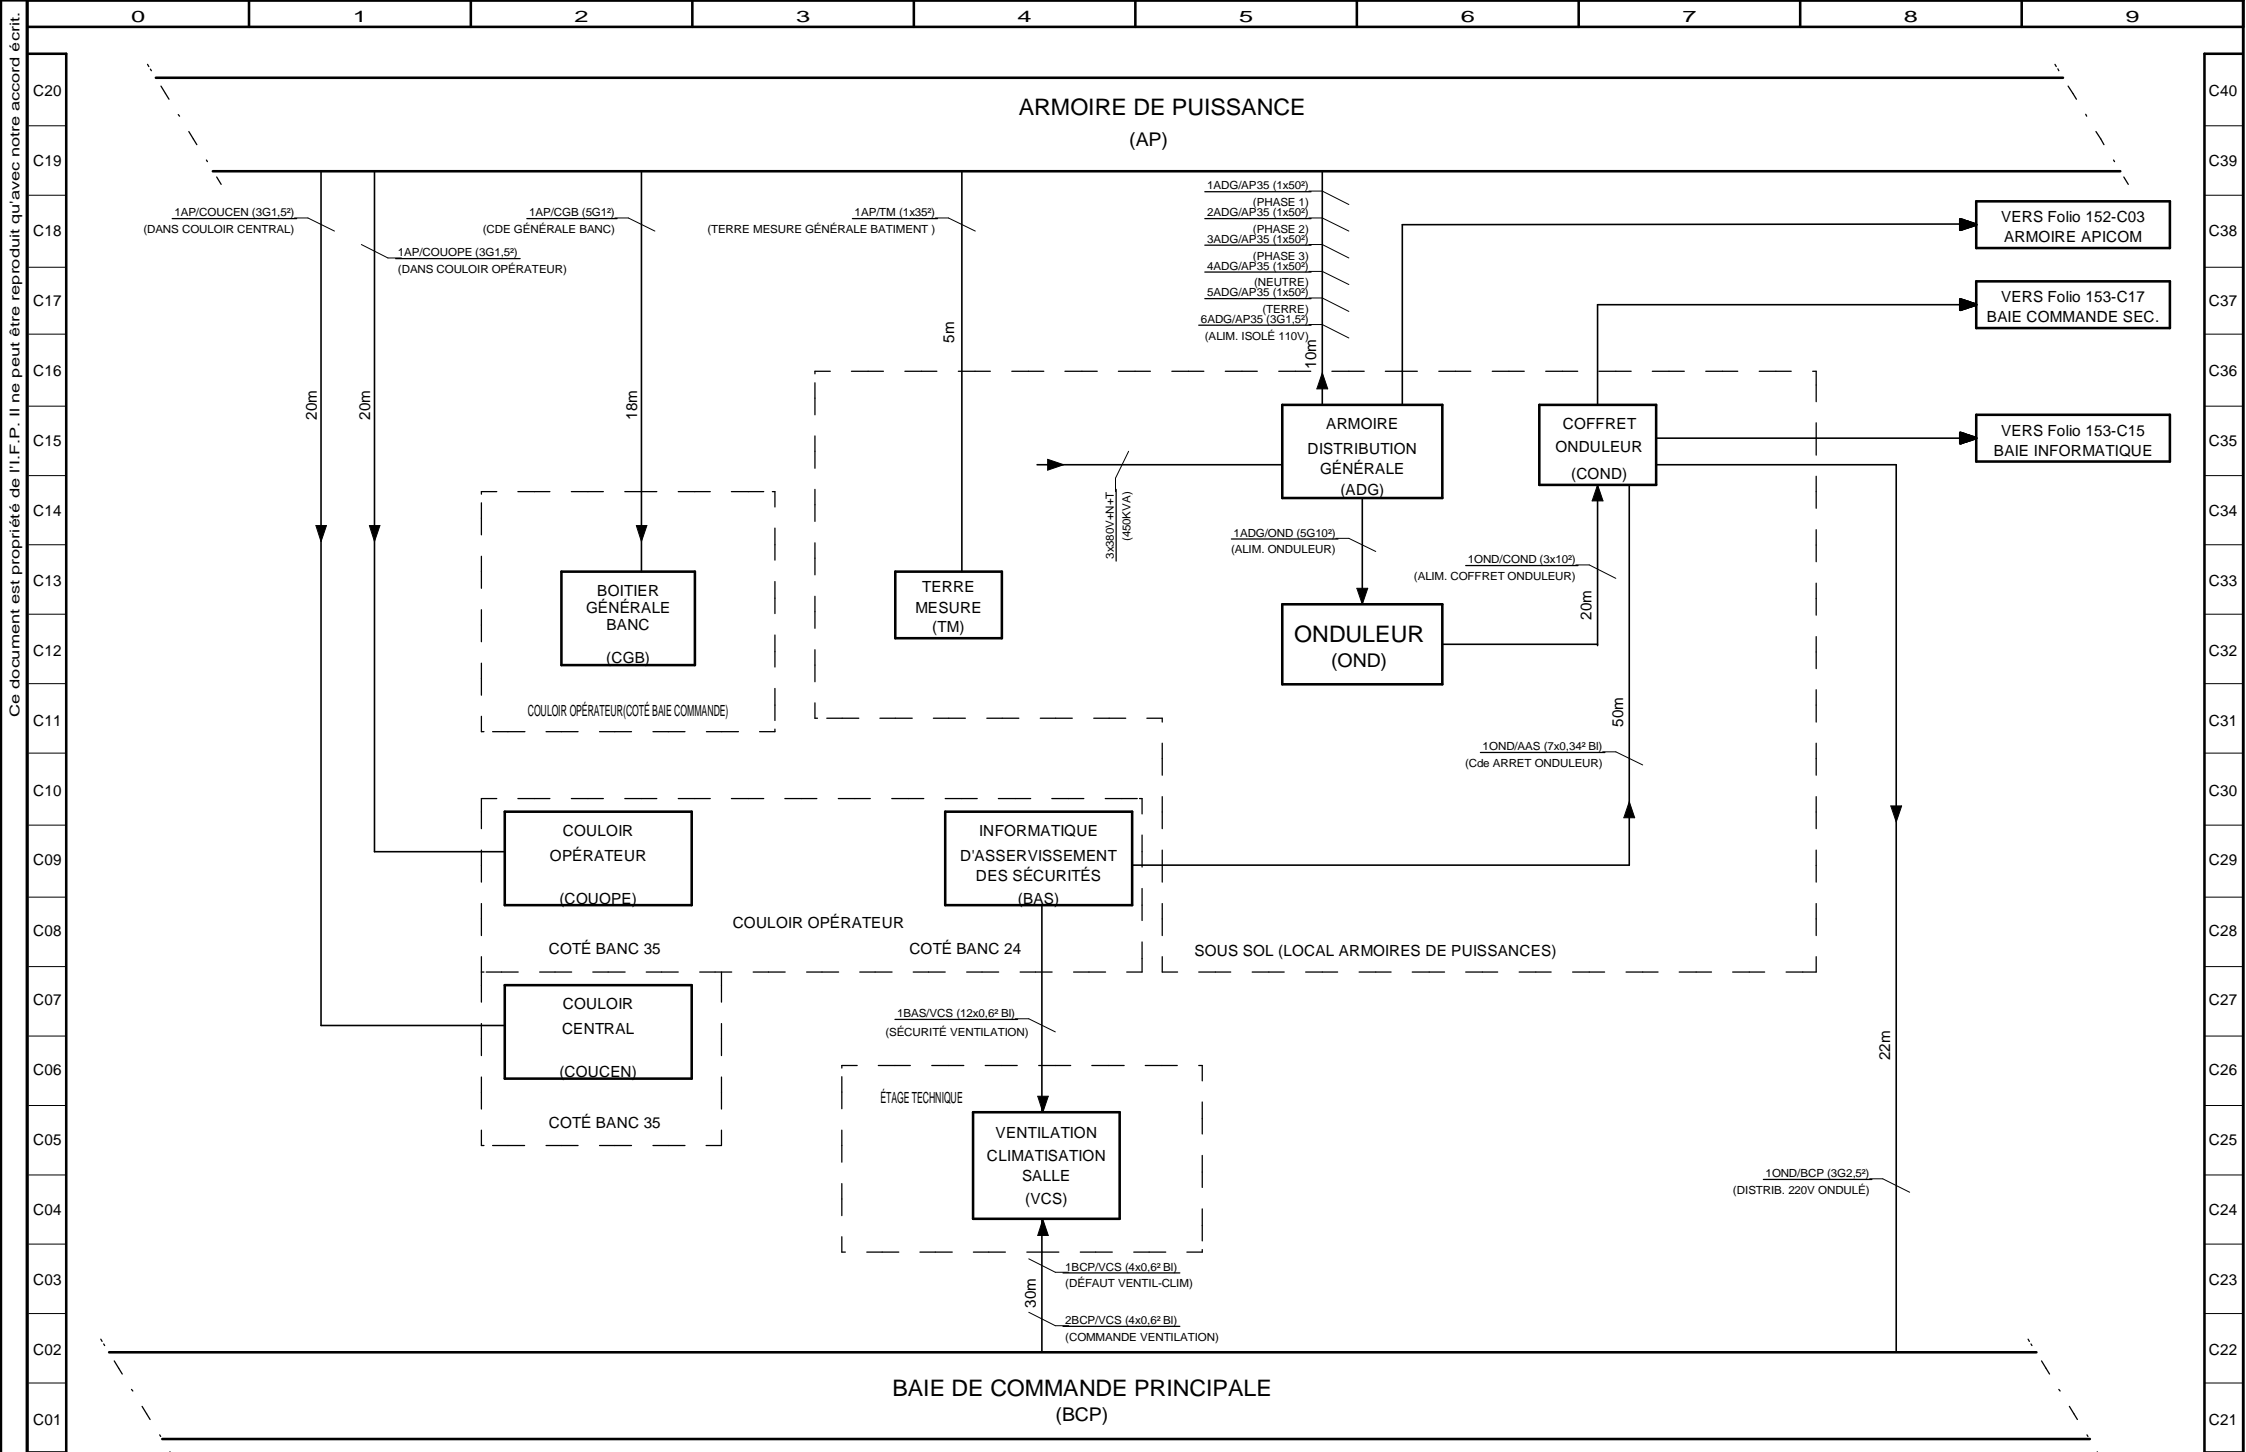 0 1 2 3 4 5 6 7 8 9
Ce document est propriété de l'I.F.P. Il ne peut être reproduit qu'avec notre accord écrit.
C20
C19
C18
C17
C16
C15
C14
C13
C12
C11
C10
C09
C08
C07
C06
C05
C04
C03
C02
C01
ARMOIRE DE PUISSANCE
(AP)
1AP/COUCEN (3G1,5²)
(DANS COULOIR CENTRAL)
1AP/COUOPE (3G1,5²)
(DANS COULOIR OPÉRATEUR)
1AP/CGB (5G1²)
(CDE GÉNÉRALE BANC)
1AP/TM (1x35²)
(TERRE MESURE GÉNÉRALE BATIMENT )
1ADG/AP35 (1x50²)
(PHASE 1)
2ADG/AP35 (1x50²)
(PHASE 2)
3ADG/AP35 (1x50²)
(PHASE 3)
4ADG/AP35 (1x50²)
(NEUTRE)
5ADG/AP35 (1x50²)
(TERRE)
6ADG/AP35 (3G1,5²)
(ALIM. ISOLÉ 110V)
10m
VERS Folio 152-C03
ARMOIRE APICOM
VERS Folio 153-C17
BAIE COMMANDE SEC.
VERS Folio 153-C15
BAIE INFORMATIQUE
20m
20m
18m
5m
ARMOIRE
DISTRIBUTION
GÉNÉRALE
(ADG)
COFFRET
ONDULEUR
(COND)
3x380V+N+T
(450KVA)
1ADG/OND (5G10²)
(ALIM. ONDULEUR)
1OND/COND (3x10²)
(ALIM. COFFRET ONDULEUR)
20m
BOITIER
GÉNÉRALE
BANC
(CGB)
COULOIR OPÉRATEUR(COTÉ BAIE COMMANDE)
TERRE
MESURE
(TM)
ONDULEUR
(OND)
50m
1OND/AAS (7x0,34² BI)
(Cde ARRET ONDULEUR)
COULOIR
OPÉRATEUR
(COUOPE)
INFORMATIQUE
D'ASSERVISSEMENT
DES SÉCURITÉS
(BAS)
COULOIR OPÉRATEUR
COTÉ BANC 35
COTÉ BANC 24
SOUS SOL (LOCAL ARMOIRES DE PUISSANCES)
COULOIR
CENTRAL
(COUCEN)
COTÉ BANC 35
1BAS/VCS (12x0,6² BI)
(SÉCURITÉ VENTILATION)
ÉTAGE TECHNIQUE
VENTILATION
CLIMATISATION
SALLE
(VCS)
22m
1OND/BCP (3G2,5²)
(DISTRIB. 220V ONDULÉ)
1BCP/VCS (4x0,6² BI)
(DÉFAUT VENTIL-CLIM)
30m
2BCP/VCS (4x0,6² BI)
(COMMANDE VENTILATION)
BAIE DE COMMANDE PRINCIPALE
(BCP)
C40
C39
C38
C37
C36
C35
C34
C33
C32
C31
C30
C29
C28
C27
C26
C25
C24
C23
C22
C21